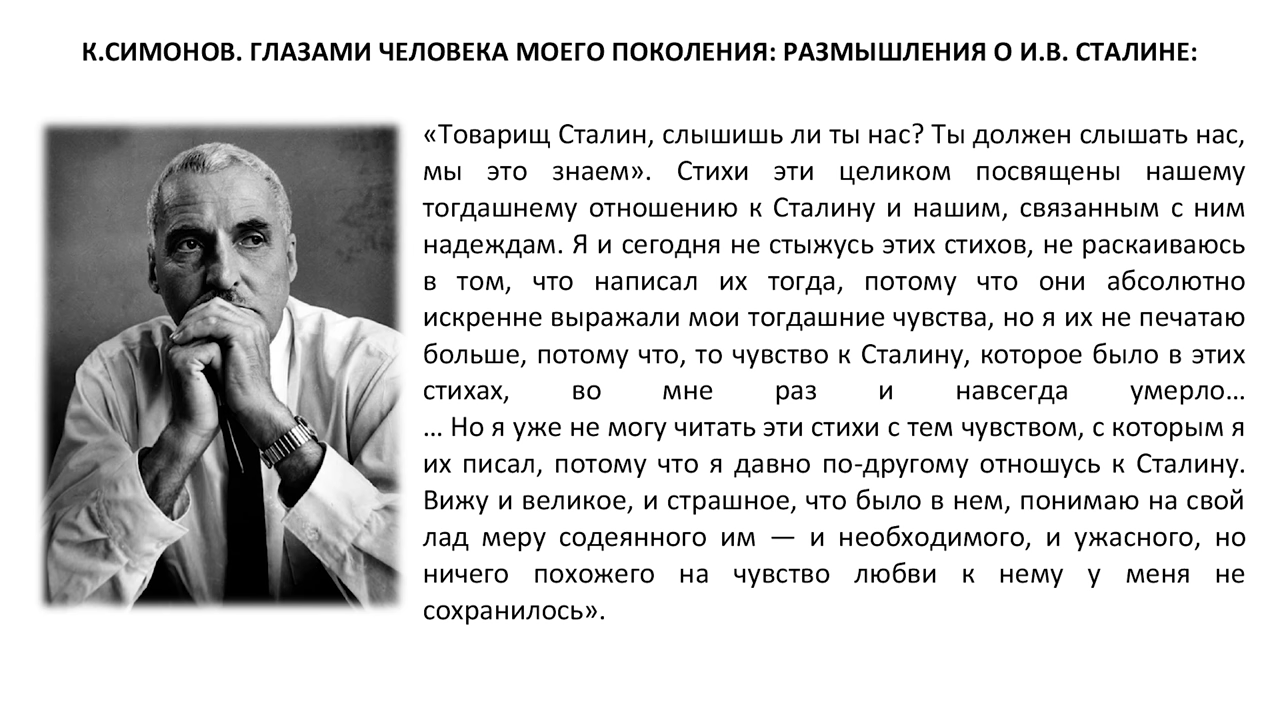 К.СИМОНОВ. ГЛАЗАМИ ЧЕЛОВЕКА МОЕГО ПОКОЛЕНИЯ: РАЗМЫШЛЕНИЯ О И.В. СТАЛИНЕ:
«Товарищ Сталин, слышишь ли ты нас? Ты должен слышать нас,
мы это знаем». Стихи эти целиком посвящены нашему
тогдашнему отношению к Сталину и нашим, связанным с ним
надеждам. Я и сегодня не стыжусь этих стихов, не раскаиваюсь
в том, что написал их тогда, потому что они абсолютно
искренне выражали мои тогдашние чувства, но я их не печатаю
больше, потому что, то чувство к Сталину, которое было в этих
стихах, во мне раз и навсегда умерло…
… Но я уже не могу читать эти стихи с тем чувством, с которым я
их писал, потому что я давно по-другому отношусь к Сталину.
Вижу и великое, и страшное, что было в нем, понимаю на свой
лад меру содеянного им — и необходимого, и ужасного, но
ничего похожего на чувство любви к нему у меня не
сохранилось».